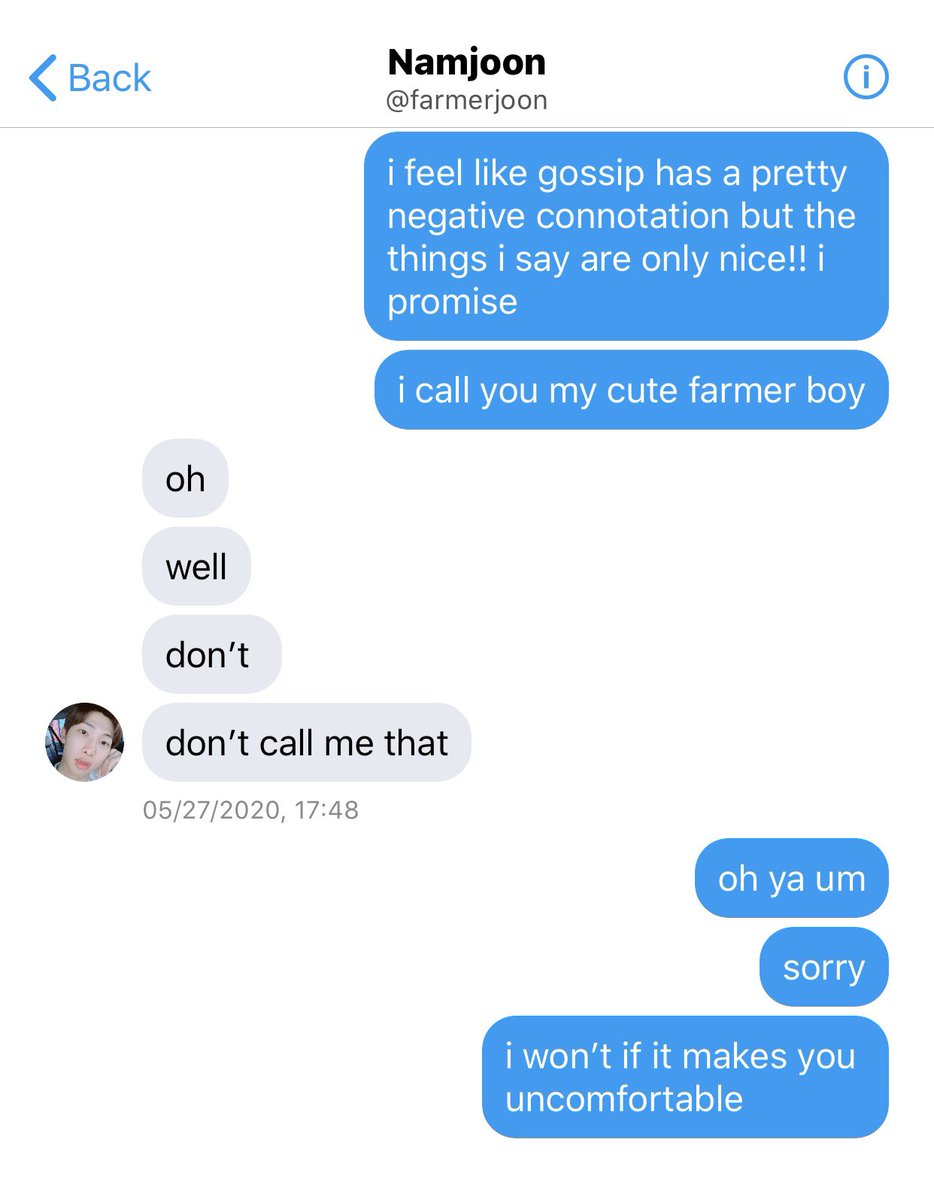 Back
Namjoon
@farmerjoon
i feel like gossip has a pretty
negative connotation but the
things i say are only nice!! i
promise
i call you my cute farmer boy
oh
well
don’t
don’t call me that
05/27/2020, 17:48
oh ya um
sorry
i won’t if it makes you
uncomfortable